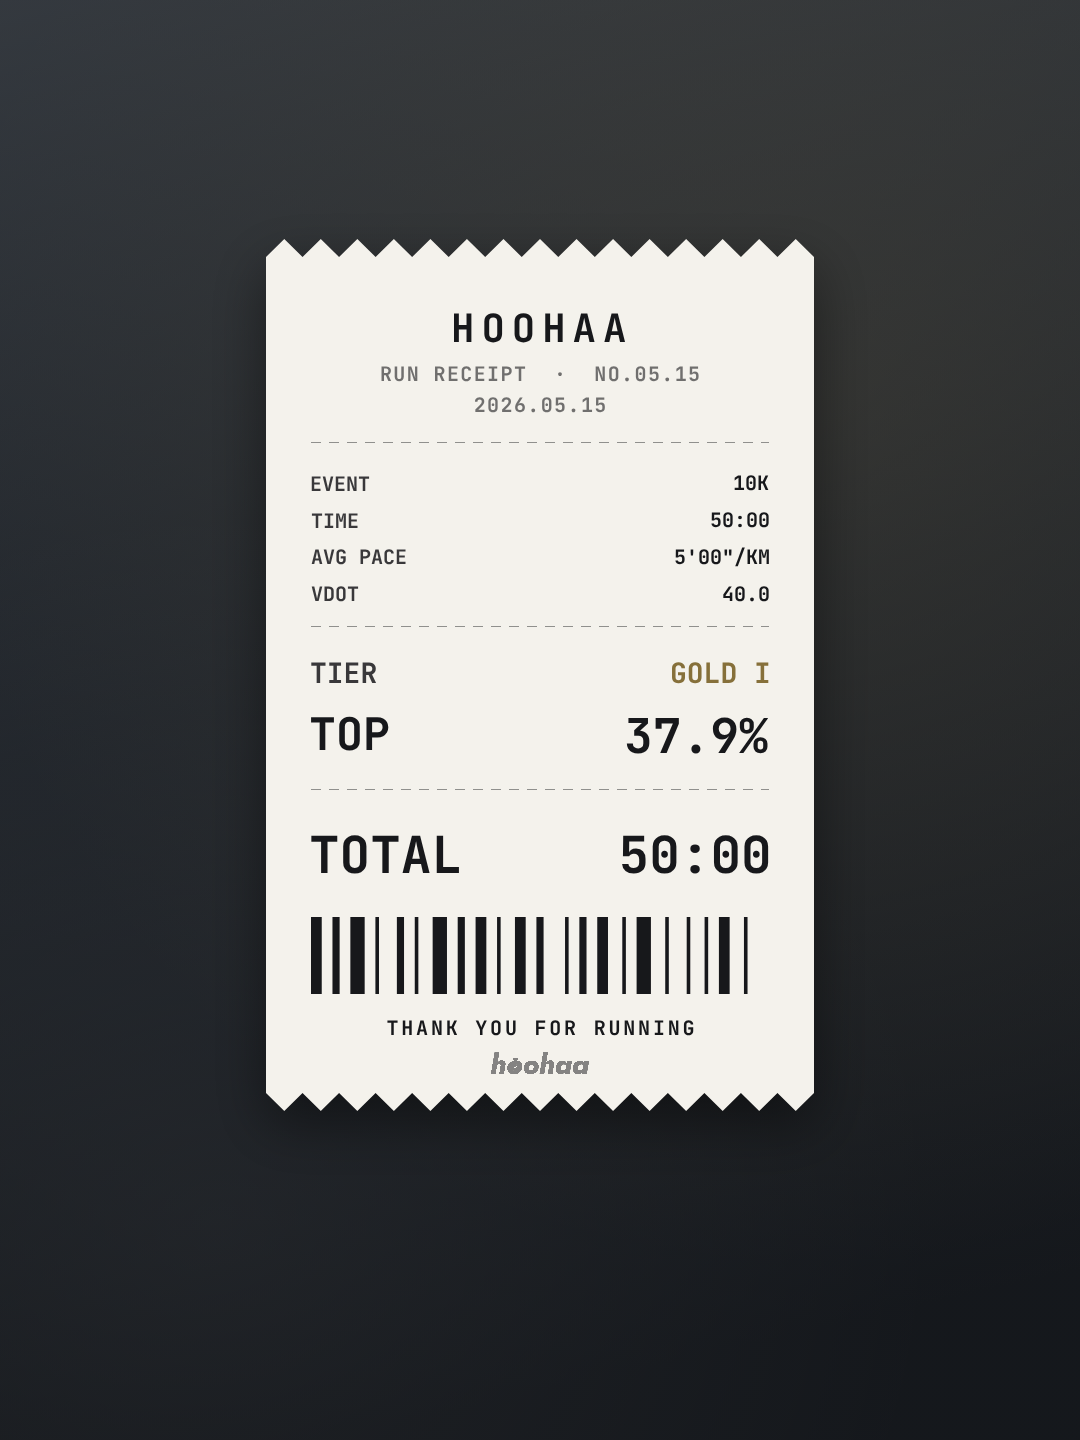 HOOHAA
RUN RECEIPT · NO.05.15
2026.05.15
EVENT 10K
TIME 50:00
AVG PACE 5'00"/KM
VDOT 40.0
TIER GOLD I
TOP 37.9%
TOTAL 50:00
THANK YOU FOR RUNNING
hoohaa